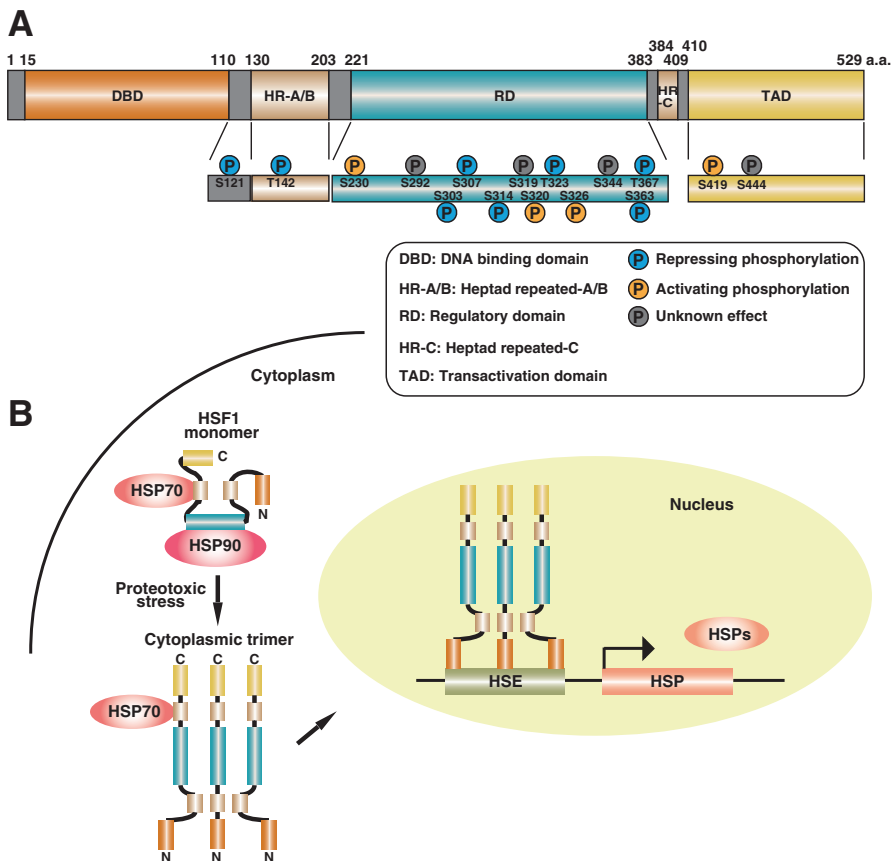 A
1 15 110 130 203 221 383 384 409 410 529 a.a.
DBD HR-A/B RD HR-C TAD
P P P P P P P P P P P
S121 T142 S230 S292 S307 S319 T323 S344 T367 S419 S444
S303 S314 S320 S326 S363
P P P P P
DBD: DNA binding domain
HR-A/B: Heptad repeated-A/B
RD: Regulatory domain
HR-C: Heptad repeated-C
TAD: Transactivation domain
P Repressing phosphorylation
P Activating phosphorylation
P Unknown effect
B
Cytoplasm
HSF1
monomer
C
HSP70
N
HSP90
Proteotoxic
stress
Cytoplasmic trimer
C C C
HSP70
N N N
Nucleus
HSPs
HSE HSP